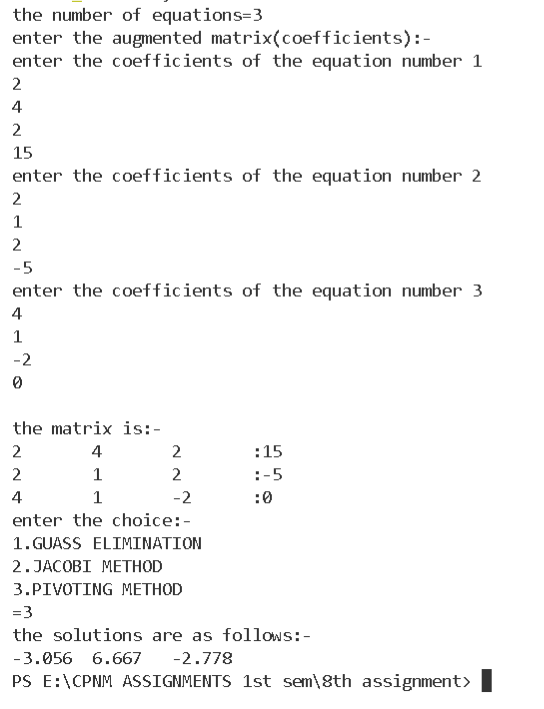 the number of equations=3
enter the augmented matrix(coefficients):-
enter the coefficients of the equation number 1
2
4
2
15
enter the coefficients of the equation number 2
2
1
2
-5
enter the coefficients of the equation number 3
4
1
-2
0
the matrix is:-
2 4 2 :15
2 1 2 :-5
4 1 -2 :0
enter the choice:-
1.GUASS ELIMINATION
2.JACOBI METHOD
3.PIVOTING METHOD
=3
the solutions are as follows:-
-3.056 6.667 -2.778
PS E:\CPNM ASSIGNMENTS 1st sem\8th assignment>